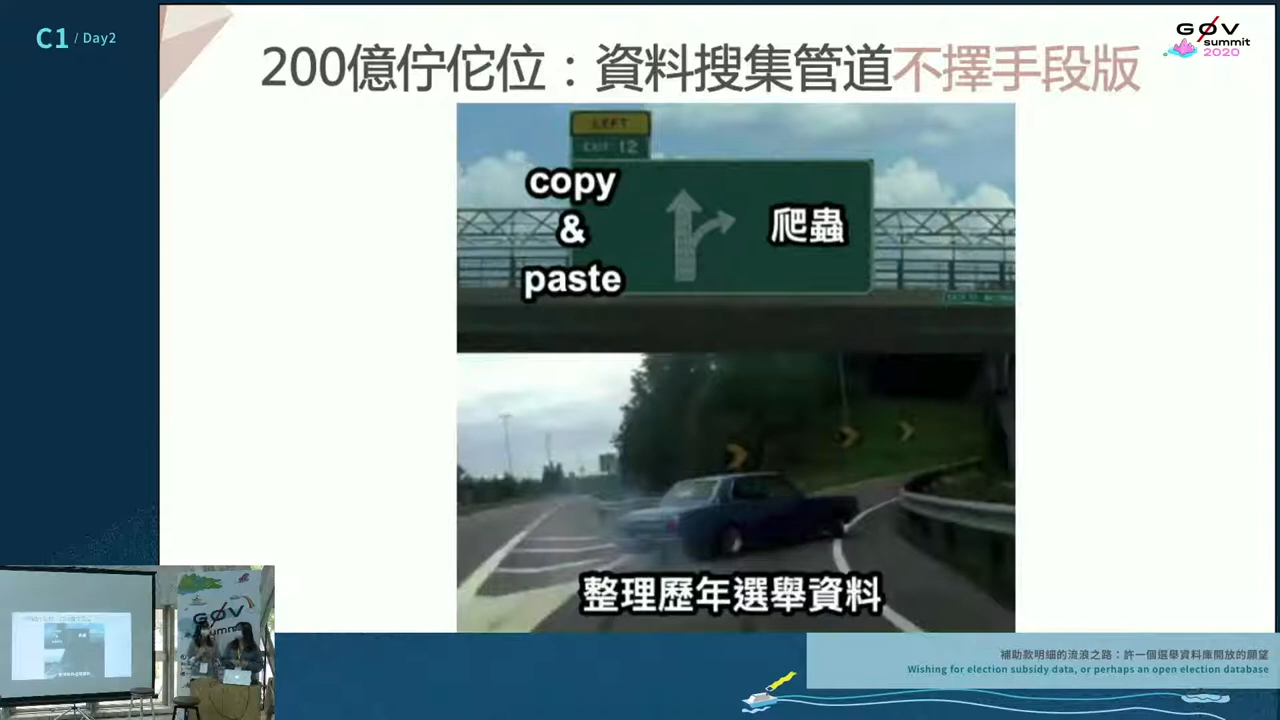 C1 / Day2
GØV
summit
2020
200億佇佗位：資料搜集管道不擇手段版
LEFT
EXIT 12
copy
&
paste
爬蟲
整理歷年選舉資料
GØV
summit
補助款明細的流浪之路：許一個選舉資料庫開放的願望
Wishing for election subsidy data, or perhaps an open election database